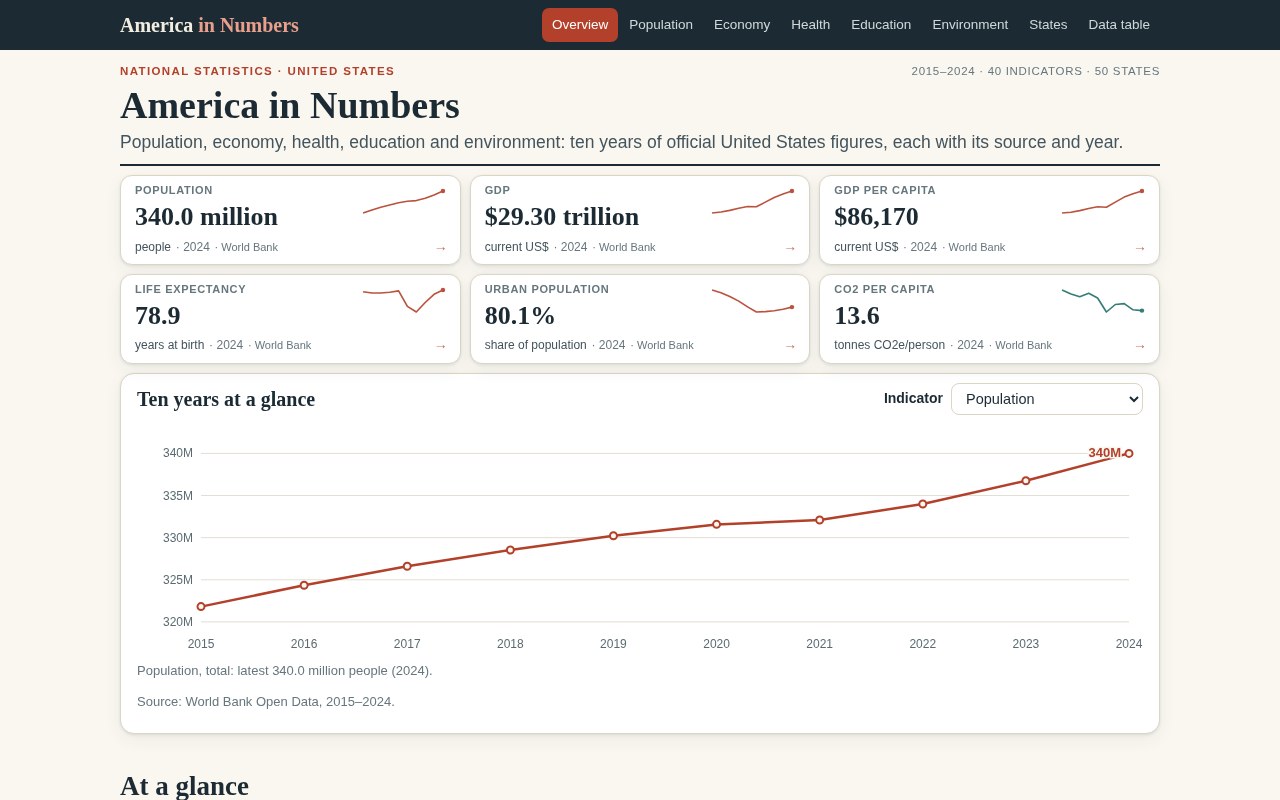 America in Numbers
Overview Population Economy Health Education Environment States Data table
NATIONAL STATISTICS · UNITED STATES
2015–2024 · 40 INDICATORS · 50 STATES
America in Numbers
Population, economy, health, education and environment: ten years of official United States figures, each with its source and year.
POPULATION
340.0 million
people · 2024 · World Bank →
GDP
$29.30 trillion
current US$ · 2024 · World Bank →
GDP PER CAPITA
$86,170
current US$ · 2024 · World Bank →
LIFE EXPECTANCY
78.9
years at birth · 2024 · World Bank →
URBAN POPULATION
80.1%
share of population · 2024 · World Bank →
CO2 PER CAPITA
13.6
tonnes CO2e/person · 2024 · World Bank →
Ten years at a glance
Indicator Population
340M
340M
335M
330M
325M
320M
2015 2016 2017 2018 2019 2020 2021 2022 2023 2024
Population, total: latest 340.0 million people (2024).
Source: World Bank Open Data, 2015–2024.
At a glance